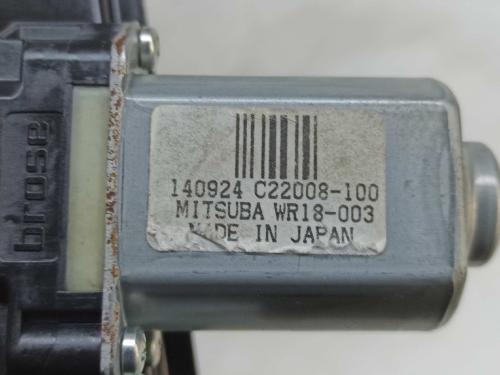 brose
140924 C22008-100
MITSUBA WR18-003
MADE IN JAPAN